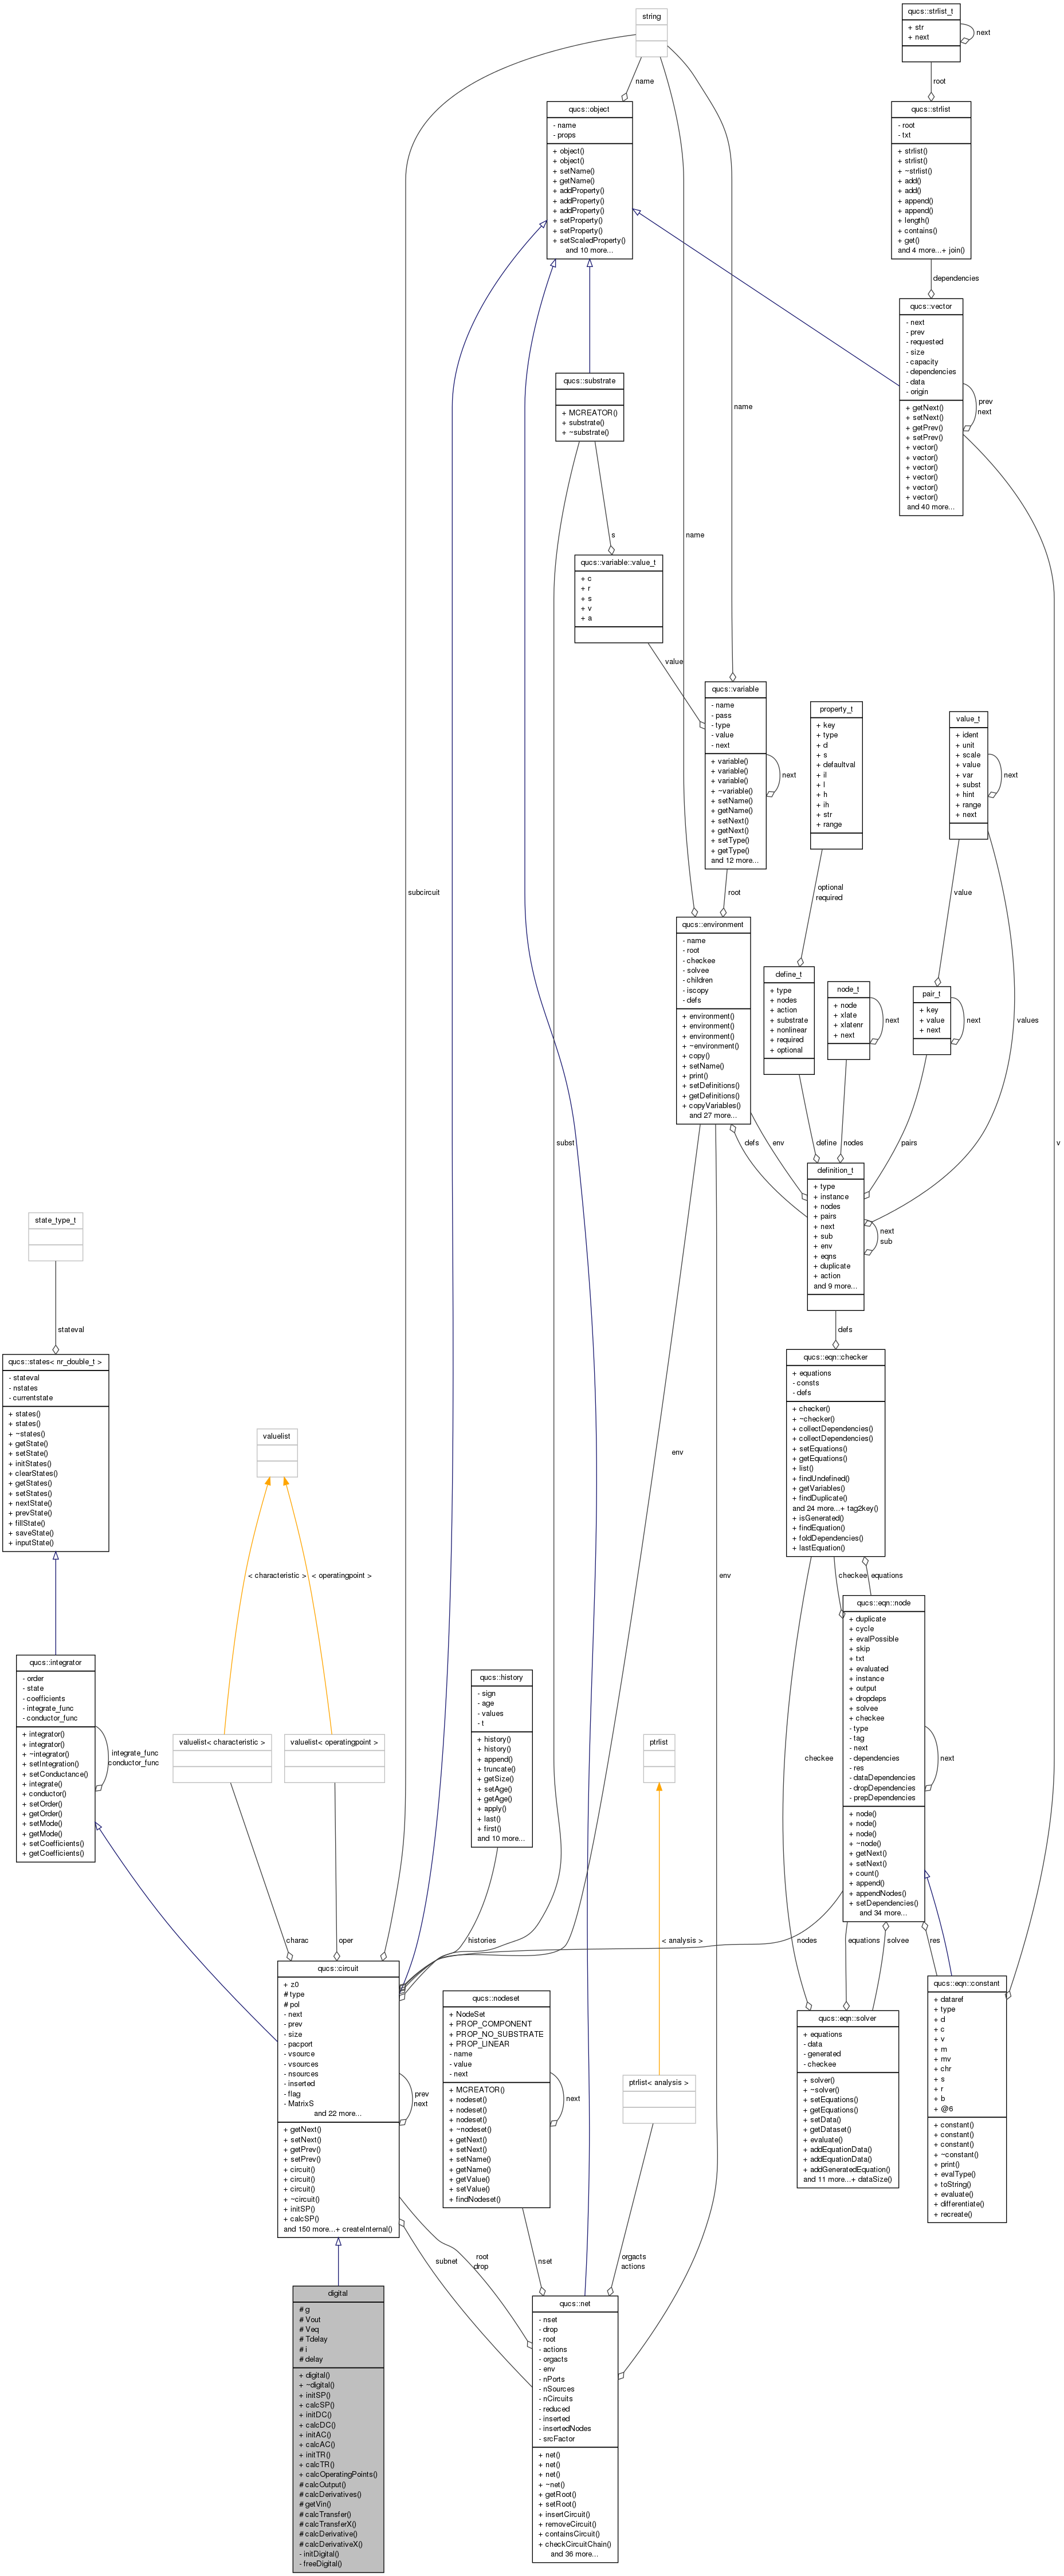 string
qucs::strlist_t
+ str
+ next
next
name
root
qucs::object
- name
- props
+ object()
+ object()
+ setName()
+ getName()
+ addProperty()
+ addProperty()
+ addProperty()
+ setProperty()
+ setProperty()
+ setScaledProperty()
and 10 more...
qucs::strlist
- root
- txt
+ strlist()
+ strlist()
+ ~strlist()
+ add()
+ add()
+ append()
+ append()
+ length()
+ contains()
+ get()
and 4 more...+ join()
dependencies
qucs::vector
- next
- prev
- requested
- size
- capacity
- dependencies
- data
- origin
+ getNext()
+ setNext()
+ getPrev()
+ setPrev()
+ vector()
+ vector()
+ vector()
+ vector()
+ vector()
+ vector()
and 40 more...
prev
next
qucs::substrate
+ MCREATOR()
+ substrate()
+ ~substrate()
name
name
s
qucs::variable::value_t
+ c
+ r
+ s
+ v
+ a
value
qucs::variable
- name
- pass
- type
- value
- next
+ variable()
+ variable()
+ variable()
+ ~variable()
+ setName()
+ getName()
+ setNext()
+ getNext()
+ setType()
+ getType()
and 12 more...
next
property_t
+ key
+ type
+ d
+ s
+ defaultval
+ il
+ l
+ h
+ ih
+ str
+ range
value_t
+ ident
+ unit
+ scale
+ value
+ var
+ subst
+ hint
+ range
+ next
next
subcircuit
root
optional
required
value
qucs::environment
- name
- root
- checkee
- solvee
- children
- iscopy
- defs
+ environment()
+ environment()
+ environment()
+ ~environment()
+ copy()
+ setName()
+ print()
+ setDefinitions()
+ getDefinitions()
+ copyVariables()
and 27 more...
define_t
+ type
+ nodes
+ action
+ substrate
+ nonlinear
+ required
+ optional
node_t
+ node
+ xlate
+ xlatenr
+ next
next
pair_t
+ key
+ value
+ next
next
values
subst
defs
env
define
nodes
pairs
v
definition_t
+ type
+ instance
+ nodes
+ pairs
+ next
+ sub
+ env
+ eqns
+ duplicate
+ action
and 9 more...
next
sub
state_type_t
stateval
defs
qucs::states< nr_double_t >
- stateval
- nstates
- currentstate
+ states()
+ states()
+ ~states()
+ getState()
+ setState()
+ initStates()
+ clearStates()
+ getStates()
+ setStates()
+ nextState()
+ prevState()
+ fillState()
+ saveState()
+ inputState()
qucs::eqn::checker
+ equations
- consts
- defs
+ checker()
+ ~checker()
+ collectDependencies()
+ collectDependencies()
+ setEquations()
+ getEquations()
+ list()
+ findUndefined()
+ getVariables()
+ findDuplicate()
and 24 more...+ tag2key()
+ isGenerated()
+ findEquation()
+ foldDependencies()
+ lastEquation()
valuelist
env
< characteristic >
< operatingpoint >
env
checkee
equations
qucs::eqn::node
+ duplicate
+ cycle
+ evalPossible
+ skip
+ txt
+ evaluated
+ instance
+ output
+ dropdeps
+ solvee
+ checkee
- type
- tag
- next
- dependencies
- res
- dataDependencies
- dropDependencies
- prepDependencies
+ node()
+ node()
+ node()
+ ~node()
+ getNext()
+ setNext()
+ count()
+ append()
+ appendNodes()
+ setDependencies()
and 34 more...
next
qucs::integrator
- order
- state
- coefficients
- integrate_func
- conductor_func
+ integrator()
+ integrator()
+ ~integrator()
+ setIntegration()
+ setConductance()
+ integrate()
+ conductor()
+ setOrder()
+ getOrder()
+ setMode()
+ getMode()
+ setCoefficients()
+ getCoefficients()
integrate_func
conductor_func
valuelist< characteristic >
valuelist< operatingpoint >
qucs::history
- sign
- age
- values
- t
+ history()
+ history()
+ append()
+ truncate()
+ getSize()
+ setAge()
+ getAge()
+ apply()
+ last()
+ first()
and 10 more...
ptrlist
checkee
charac
oper
histories
< analysis >
nodes
equations
solvee
res
qucs::circuit
+ z0
# type
# pol
- next
- prev
- size
- pacport
- vsource
- vsources
- nsources
- inserted
- flag
- MatrixS
and 22 more...
+ getNext()
+ setNext()
+ getPrev()
+ setPrev()
+ circuit()
+ circuit()
+ circuit()
+ ~circuit()
+ initSP()
+ calcSP()
and 150 more...+ createInternal()
prev
next
qucs::nodeset
+ NodeSet
+ PROP_COMPONENT
+ PROP_NO_SUBSTRATE
+ PROP_LINEAR
- name
- value
- next
+ MCREATOR()
+ nodeset()
+ nodeset()
+ nodeset()
+ ~nodeset()
+ getNext()
+ setNext()
+ setName()
+ getName()
+ getValue()
+ setValue()
+ findNodeset()
next
ptrlist< analysis >
qucs::eqn::solver
+ equations
- data
- generated
- checkee
+ solver()
+ ~solver()
+ setEquations()
+ getEquations()
+ setData()
+ getDataset()
+ evaluate()
+ addEquationData()
+ addEquationData()
+ addGeneratedEquation()
and 11 more...+ dataSize()
qucs::eqn::constant
+ dataref
+ type
+ d
+ c
+ v
+ m
+ mv
+ chr
+ s
+ r
+ b
+ @6
+ constant()
+ constant()
+ constant()
+ ~constant()
+ print()
+ evalType()
+ toString()
+ evaluate()
+ differentiate()
+ recreate()
subnet
root
drop
nset
orgacts
actions
digital
# g
# Vout
# Veq
# Tdelay
# i
# delay
+ digital()
+ ~digital()
+ initSP()
+ calcSP()
+ initDC()
+ calcDC()
+ initAC()
+ calcAC()
+ initTR()
+ calcTR()
+ calcOperatingPoints()
# calcOutput()
# calcDerivatives()
# getVin()
# calcTransfer()
# calcTransferX()
# calcDerivative()
# calcDerivativeX()
- initDigital()
- freeDigital()
qucs::net
- nset
- drop
- root
- actions
- orgacts
- env
- nPorts
- nSources
- nCircuits
- reduced
- inserted
- insertedNodes
- srcFactor
+ net()
+ net()
+ net()
+ ~net()
+ getRoot()
+ setRoot()
+ insertCircuit()
+ removeCircuit()
+ containsCircuit()
+ checkCircuitChain()
and 36 more...